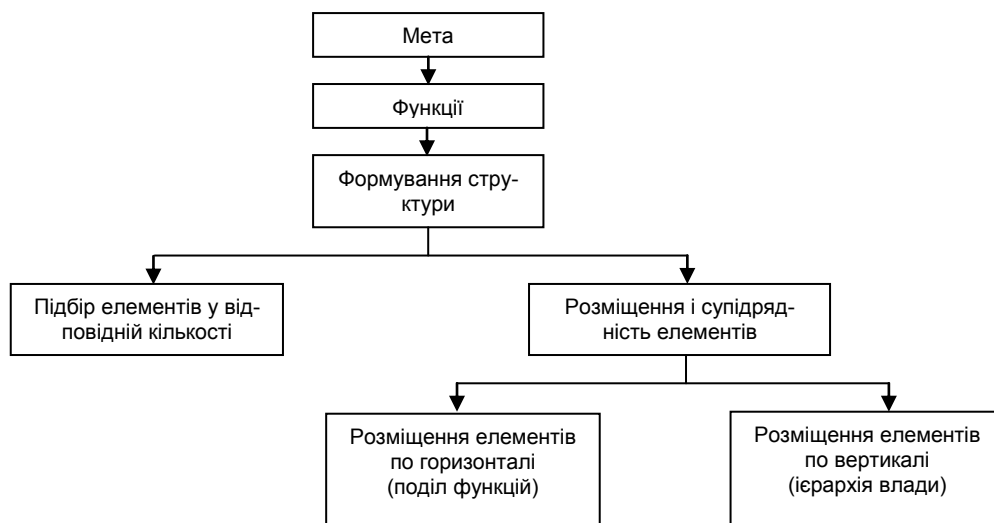 Мета
Функції
Формування стру-
ктури
Підбір елементів у від-
повідній кількості
Розміщення і супідряд-
ність елементів
Розміщення елементів
по горизонталі
(поділ функцій)
Розміщення елементів
по вертикалі
(ієрархія влади)